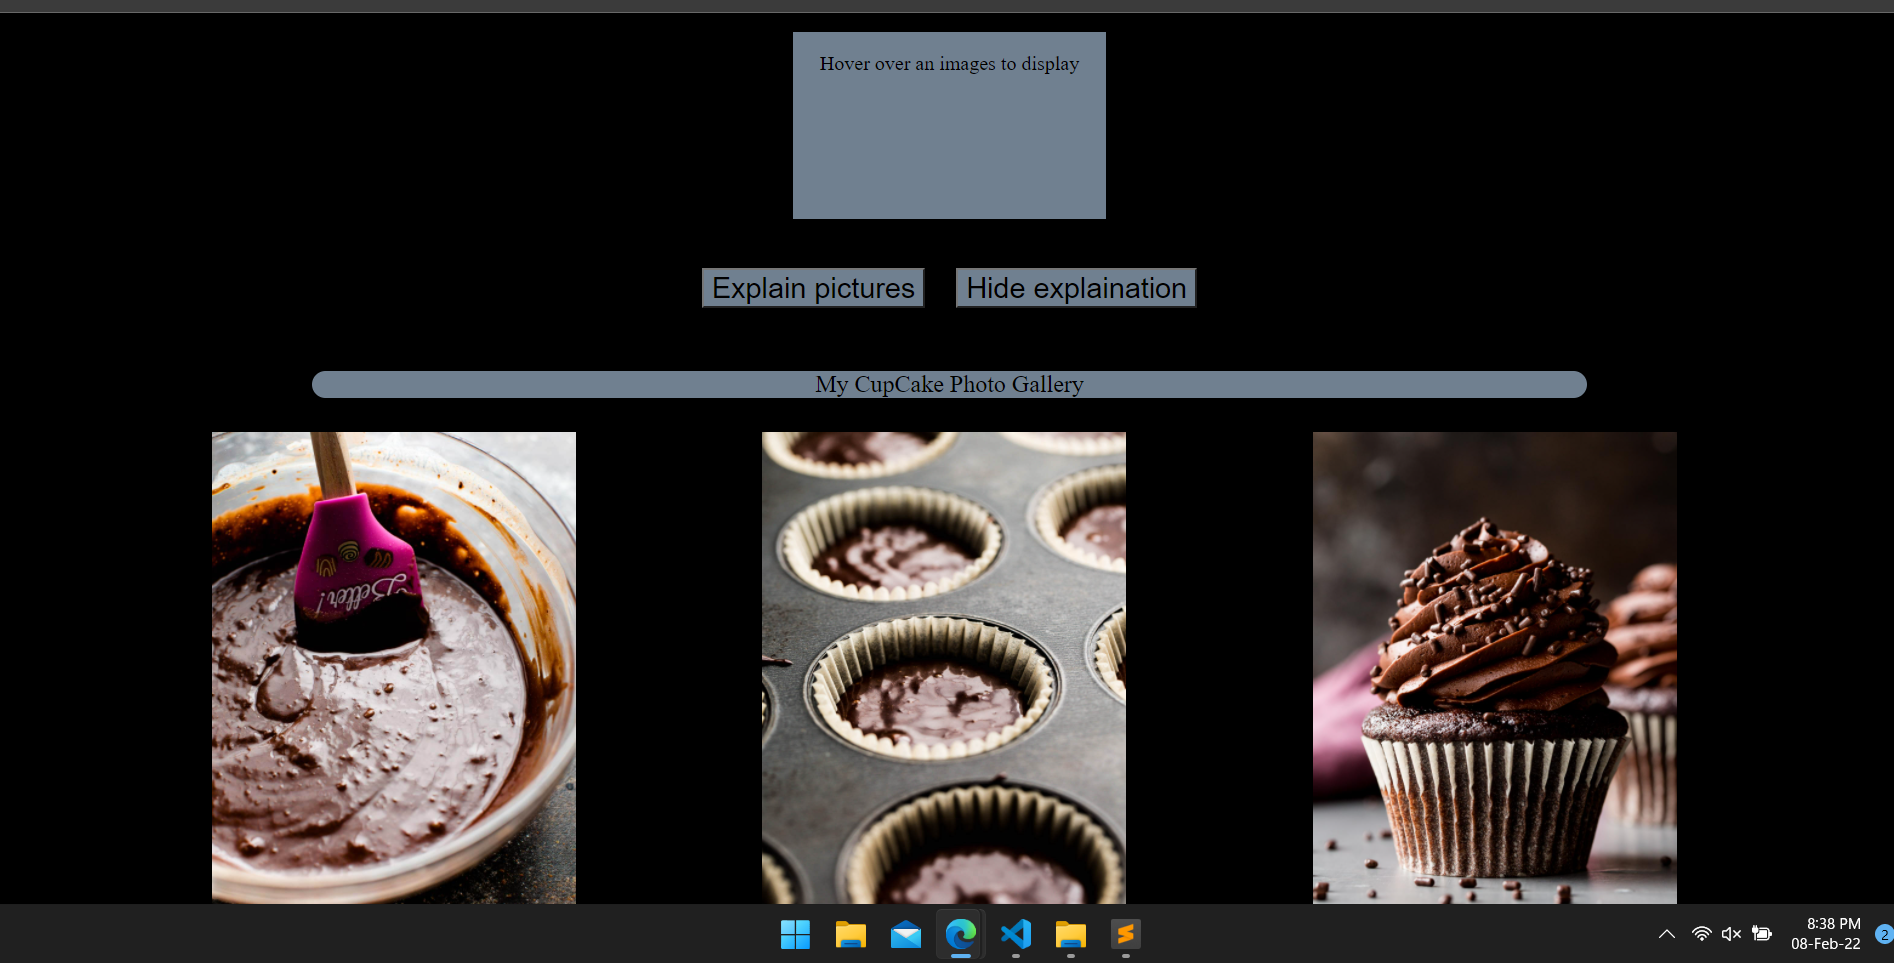 Hover over an images to display
Explain pictures
Hide explaination
My CupCake Photo Gallery
Better!
8:38 PM
08-Feb-22
2